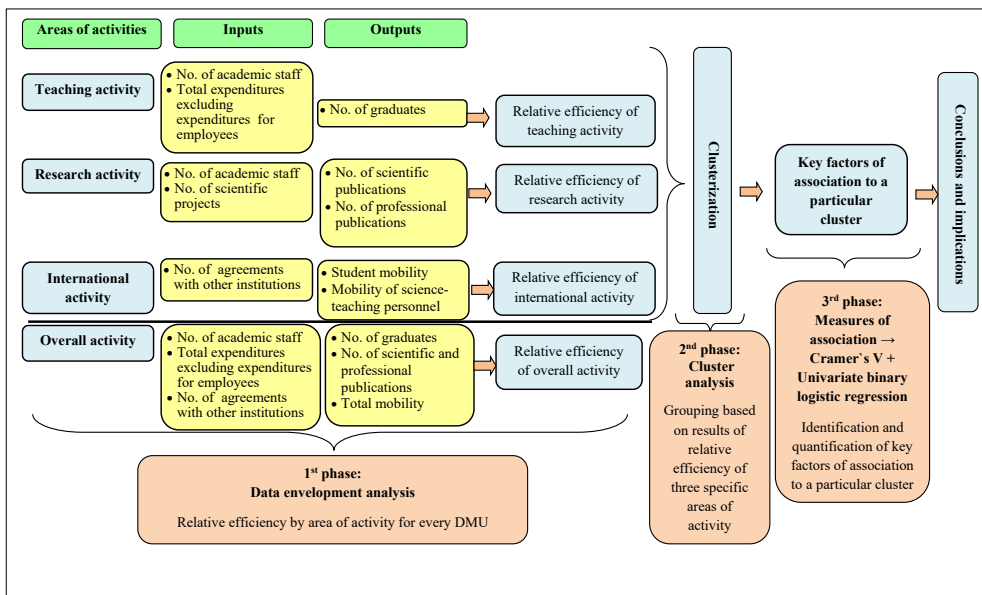 Areas of activities
Inputs
Outputs
Teaching activity
• No. of academic staff
• Total expenditures
excluding
expenditures for
employees
• No. of graduates
Relative efficiency of
teaching activity
Research activity
• No. of academic staff
• No. of scientific
projects
• No. of scientific
publications
• No. of professional
publications
Relative efficiency of
research activity
International
activity
• No. of agreements
with other institutions
• Student mobility
• Mobility of science-
teaching personnel
Relative efficiency of
international activity
Overall activity
• No. of academic staff
• Total expenditures
excluding expenditures
for employees
• No. of agreements
with other institutions
• No. of graduates
• No. of scientific and
professional
publications
• Total mobility
Relative efficiency
of overall activity
1st phase:
Data envelopment analysis
Relative efficiency by area of activity for every DMU
Clusterization
2nd phase:
Cluster
analysis
Grouping based
on results of
relative
efficiency of
three specific
areas of
activity
Key factors of
association to a
particular
cluster
3rd phase:
Measures of
association →
Cramer`s V +
Univariate binary
logistic regression
Identification and
quantification of key
factors of association
to a particular cluster
Conclusions and implications